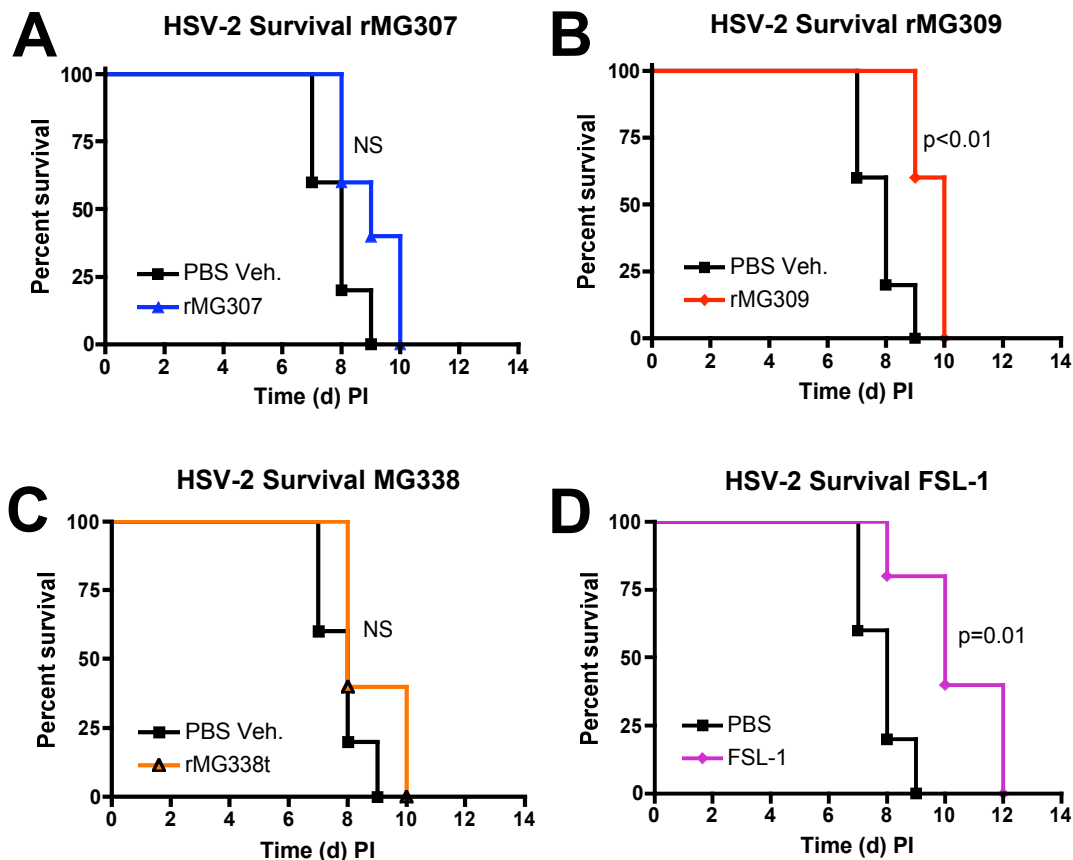 A
HSV-2 Survival rMG307
Percent survival
100
75
50
25
0
NS
PBS Veh.
rMG307
0 2 4 6 8 10 12 14
Time (d) PI
B
HSV-2 Survival rMG309
Percent survival
100
75
50
25
0
p<0.01
PBS Veh.
rMG309
0 2 4 6 8 10 12 14
Time (d) PI
C
HSV-2 Survival MG338
Percent survival
100
75
50
25
0
NS
PBS Veh.
rMG338t
0 2 4 6 8 10 12 14
Time (d) PI
D
HSV-2 Survival FSL-1
Percent survival
100
75
50
25
0
p=0.01
PBS
FSL-1
0 2 4 6 8 10 12 14
Time (d) PI